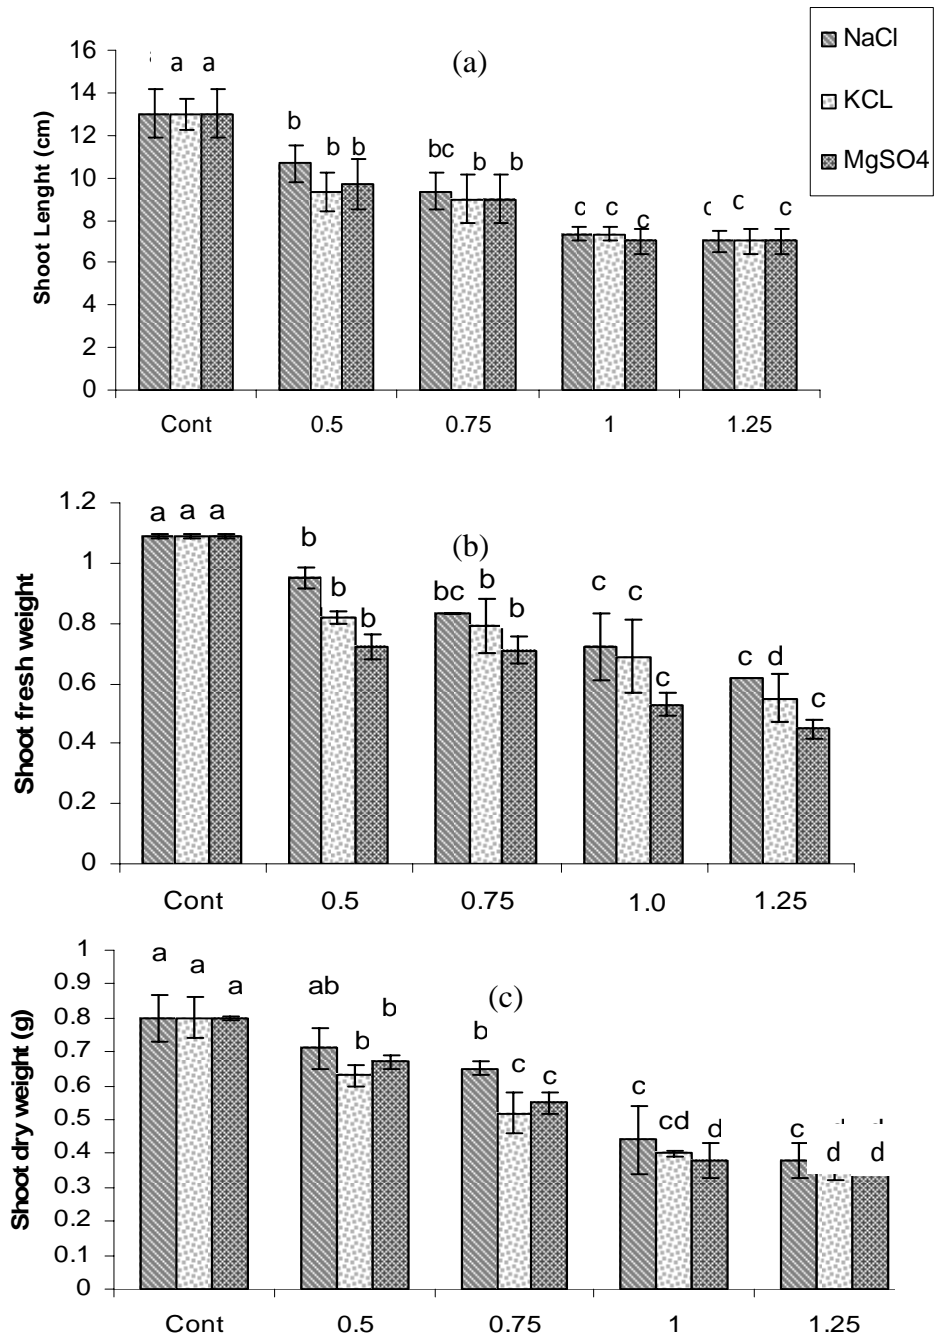 NaCl
KCL
MgSO4
(a)
16
14
12
10
8
6
4
2
0
Shoot Lenght (cm)
a a
b b b
bc b b
c c c
c c
Cont 0.5 0.75 1 1.25
(b)
1.2
1
0.8
0.6
0.4
0.2
0
Shoot fresh weight
a a a
b b b
bc b b
c c c
c d c
Cont 0.5 0.75 1.0 1.25
(c)
1
0.9
0.8
0.7
0.6
0.5
0.4
0.3
0.2
0.1
0
Shoot dry weight (g)
a a a
ab b b
b c c
c cd d
c d d
Cont 0.5 0.75 1 1.25